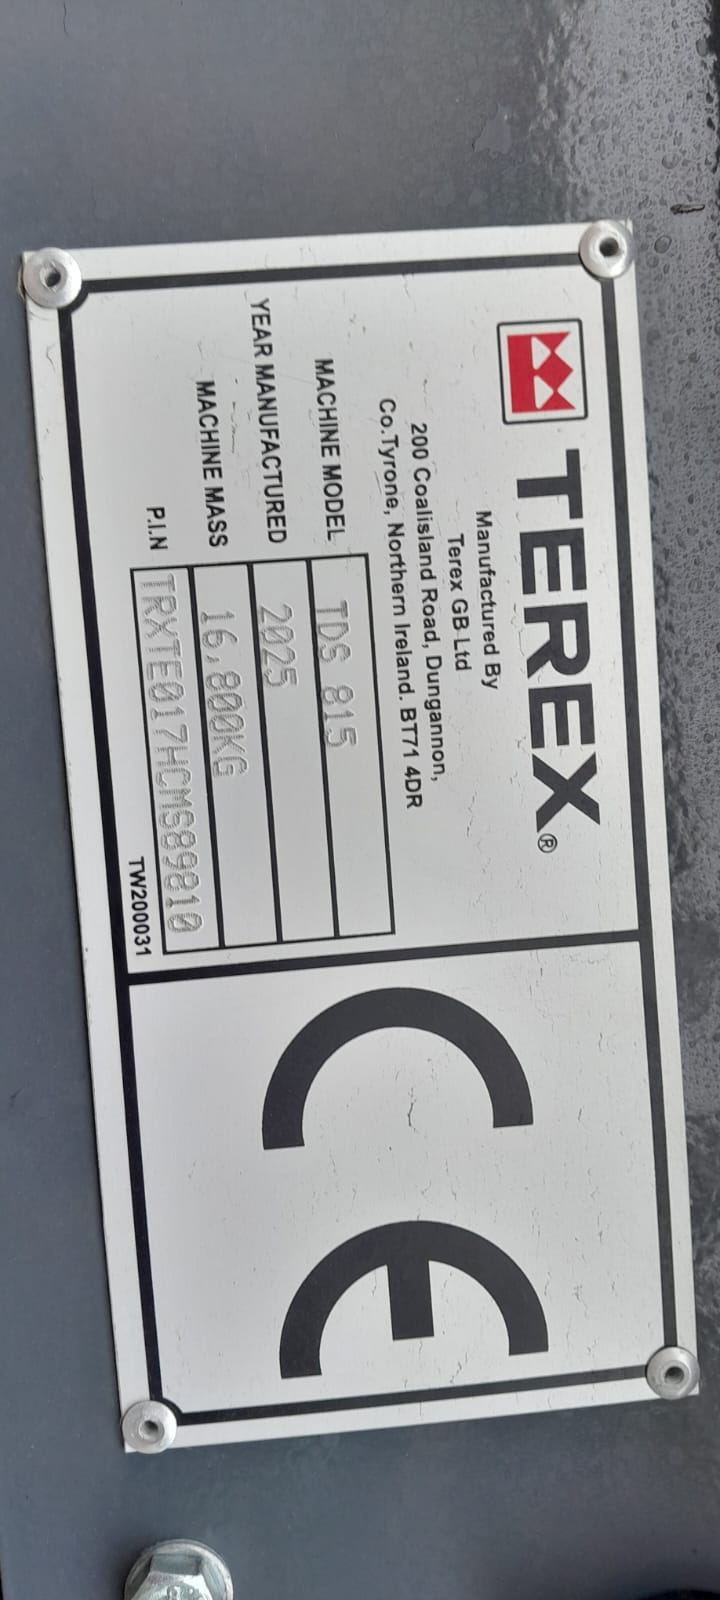 TEREX®
Manufactured By
Terex GB Ltd
200 Coalisland Road, Dungannon,
Co.Tyrone, Northern Ireland. BT71 4DR
MACHINE MODEL TDS 815
YEAR MANUFACTURED 2025
MACHINE MASS 16,800KG
P.I.N TRXTE017HCMS89810
TW200031
CE